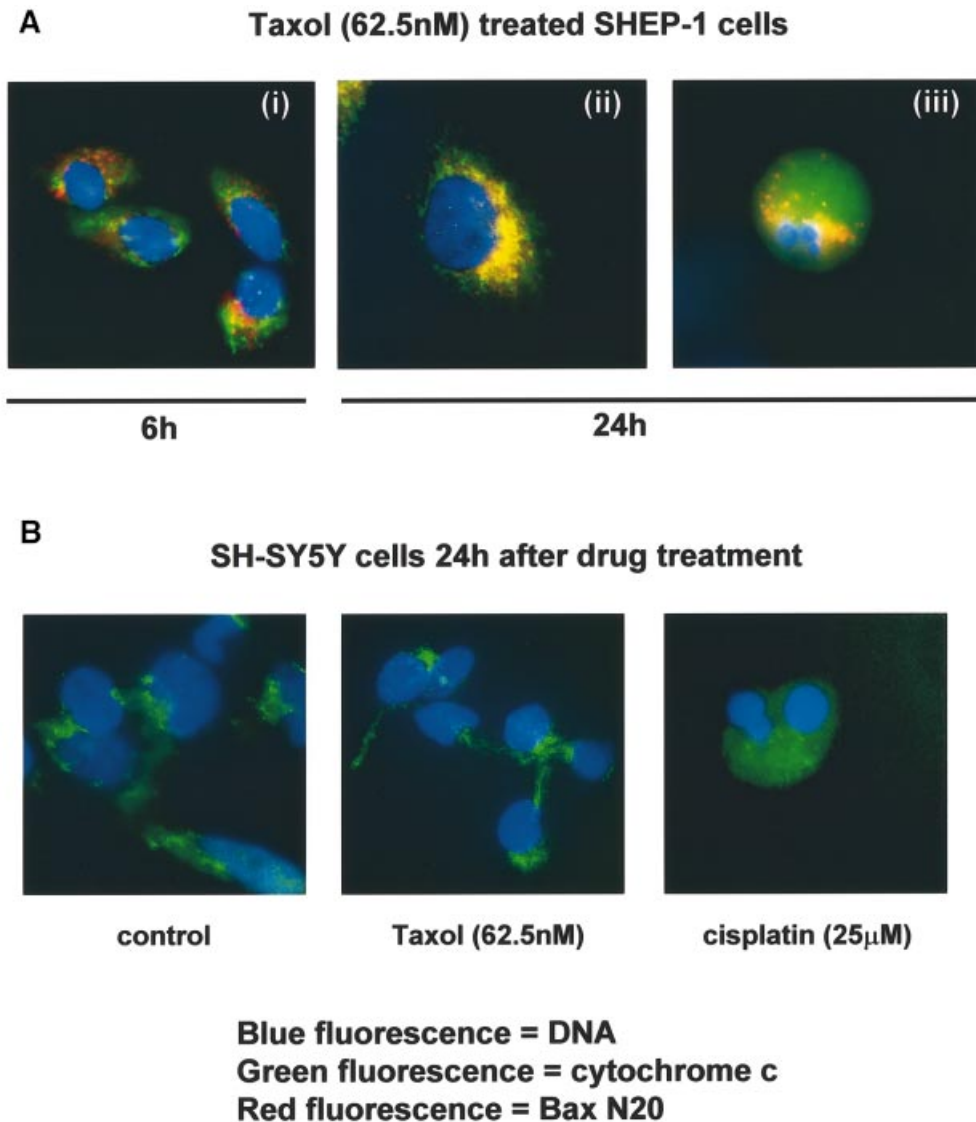 A
Taxol (62.5nM) treated SHEP-1 cells
(i)
(ii)
(iii)
6h
24h
B
SH-SY5Y cells 24h after drug treatment
control
Taxol (62.5nM)
cisplatin (25μM)
Blue fluorescence = DNA
Green fluorescence = cytochrome c
Red fluorescence = Bax N20